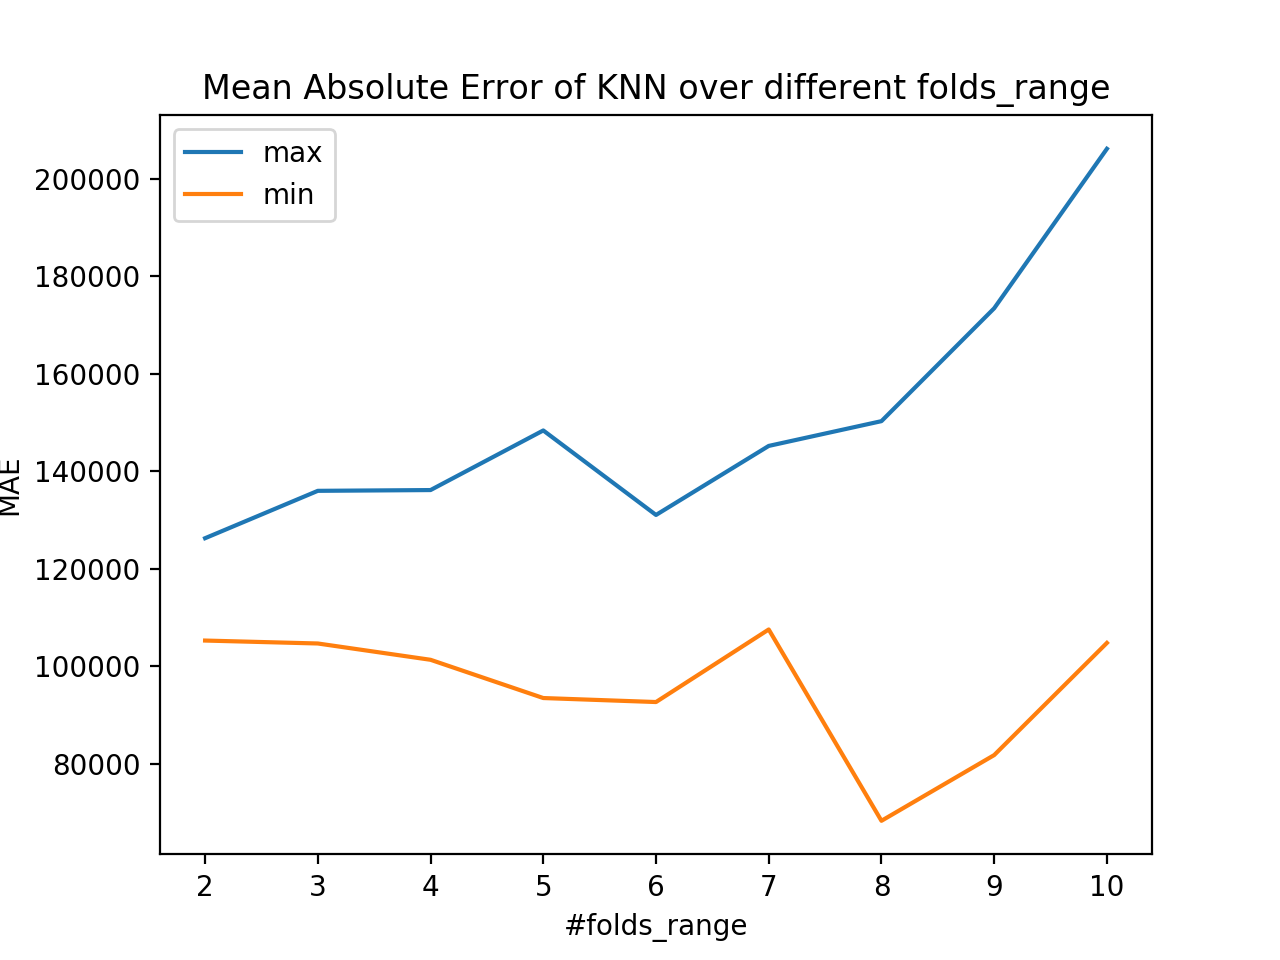 Mean Absolute Error of KNN over different folds_range
max
min
200000
180000
160000
140000
120000
100000
80000
MAE
2 3 4 5 6 7 8 9 10
#folds_range